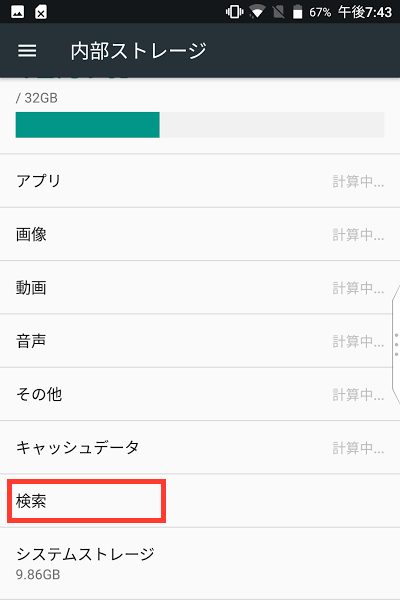 67% 午後7:43
内部ストレージ
/ 32GB
アプリ 計算中...
画像 計算中...
動画 計算中...
音声 計算中...
その他 計算中...
キャッシュデータ 計算中...
検索
システムストレージ
9.86GB